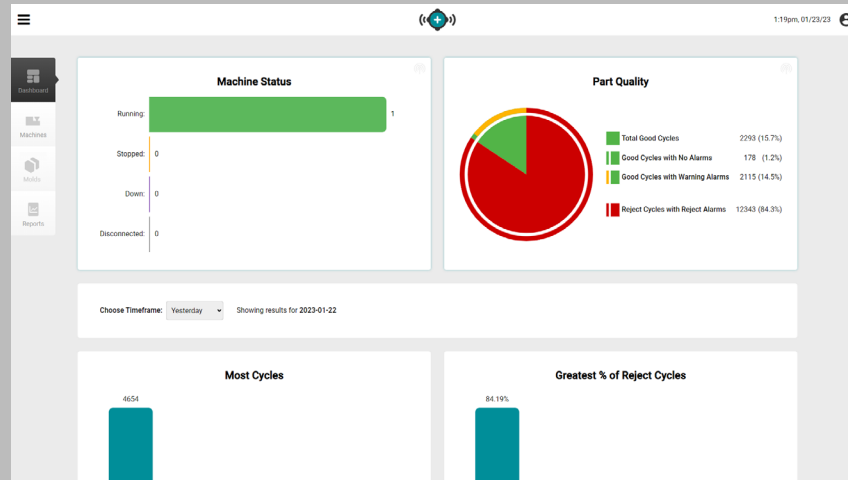 1:19pm, 01/23/23
Dashboard
Machines
Molds
Reports
Machine Status
Running: 1
Stopped: 0
Down: 0
Disconnected: 0
Part Quality
Total Good Cycles 2293 (15.7%)
Good Cycles with No Alarms 178 (1.2%)
Good Cycles with Warning Alarms 2115 (14.5%)
Reject Cycles with Reject Alarms 12343 (84.3%)
Choose Timeframe: Yesterday Showing results for 2023-01-22
Most Cycles
4654
Greatest % of Reject Cycles
84.19%